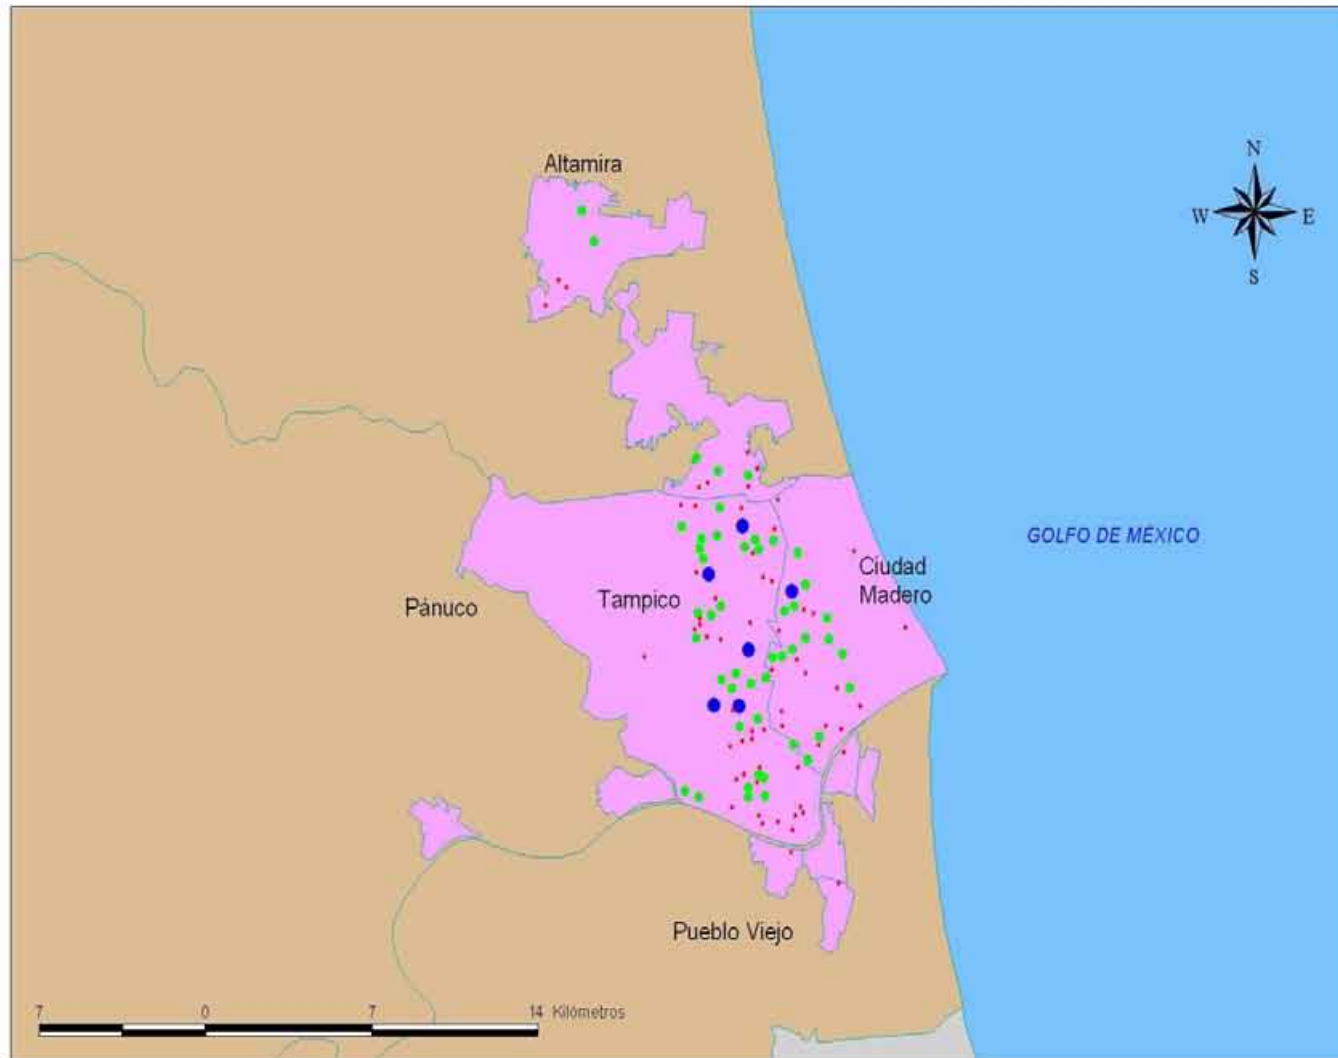 Altamira
N
W
E
S
GOLFO DE MÉXICO
Ciudad
Madero
Tampico
Pánuco
Pueblo Viejo
7 0 7 14 Kilómetros